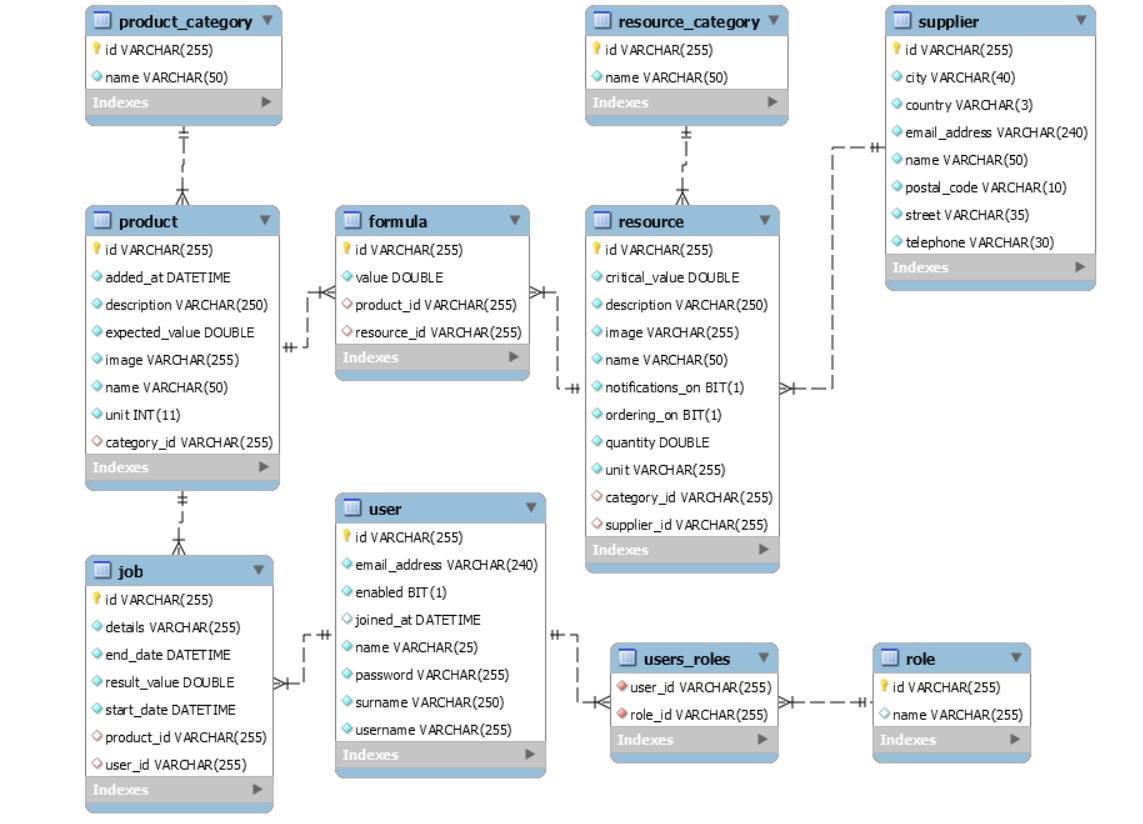 product_category
id VARCHAR(255)
name VARCHAR(50)
Indexes
resource_category
id VARCHAR(255)
name VARCHAR(50)
Indexes
supplier
id VARCHAR(255)
city VARCHAR(40)
country VARCHAR(3)
email_address VARCHAR(240)
name VARCHAR(50)
postal_code VARCHAR(10)
street VARCHAR(35)
telephone VARCHAR(30)
Indexes
product
id VARCHAR(255)
added_at DATETIME
description VARCHAR(250)
expected_value DOUBLE
image VARCHAR(255)
name VARCHAR(50)
unit INT(11)
category_id VARCHAR(255)
Indexes
formula
id VARCHAR(255)
value DOUBLE
product_id VARCHAR(255)
resource_id VARCHAR(255)
Indexes
resource
id VARCHAR(255)
critical_value DOUBLE
description VARCHAR(250)
image VARCHAR(255)
name VARCHAR(50)
notifications_on BIT(1)
ordering_on BIT(1)
quantity DOUBLE
unit VARCHAR(255)
category_id VARCHAR(255)
supplier_id VARCHAR(255)
Indexes
job
id VARCHAR(255)
details VARCHAR(255)
end_date DATETIME
result_value DOUBLE
start_date DATETIME
product_id VARCHAR(255)
user_id VARCHAR(255)
Indexes
user
id VARCHAR(255)
email_address VARCHAR(240)
enabled BIT(1)
joined_at DATETIME
name VARCHAR(25)
password VARCHAR(255)
surname VARCHAR(250)
username VARCHAR(255)
Indexes
users_roles
user_id VARCHAR(255)
role_id VARCHAR(255)
Indexes
role
id VARCHAR(255)
name VARCHAR(255)
Indexes